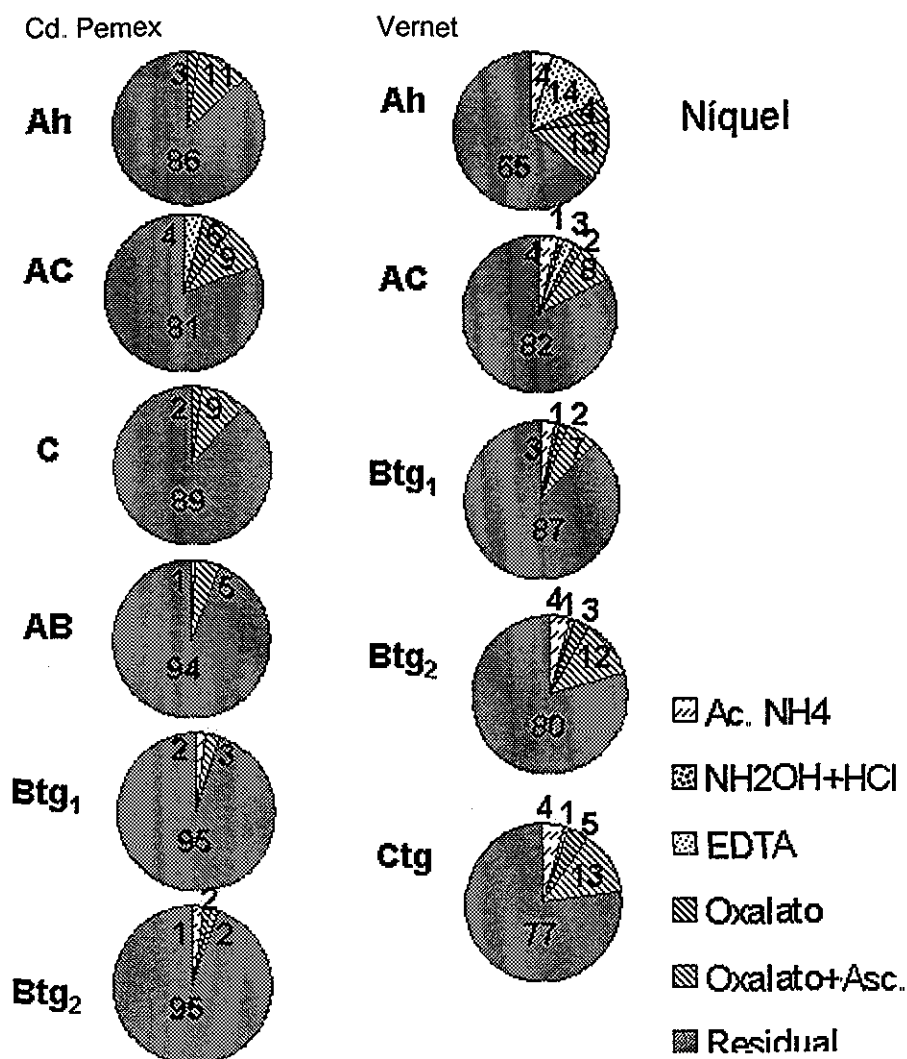 Cd. Pemex
Ah
3 11
86
AC
4 6
9
81
C
2 9
89
AB
1 5
94
Btg₁
2 3
95
Btg₂
2
1 2
95
Vernet
Ah
4
14
4
13
65
AC
1 3
2
4 8
82
Btg₁
1 2
3 7
87
Btg₂
4 1 3
12
80
Ctg
4 1 5
13
77
Níquel
Ac. NH4
NH2OH+HCl
EDTA
Oxalato
Oxalato+Asc.
Residual